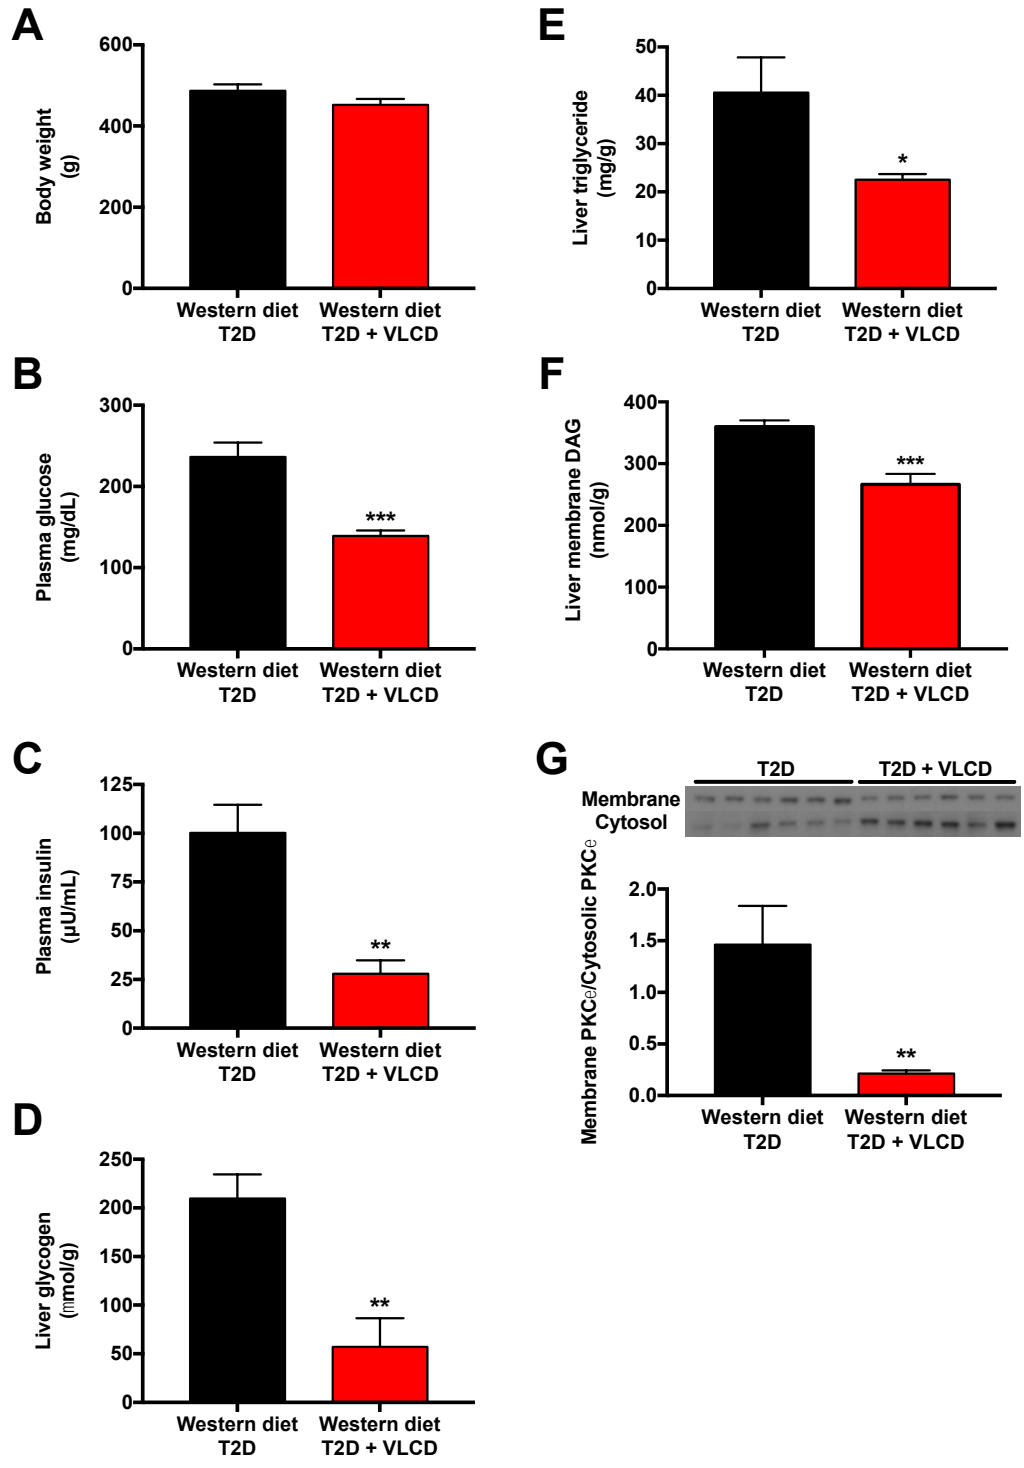 A
600
400
200
0
Body weight
(g)
Western diet
T2D
Western diet
T2D + VLCD
B
300
200
100
0
Plasma glucose
(mg/dL)
***
Western diet
T2D
Western diet
T2D + VLCD
C
125
100
75
50
25
0
Plasma insulin
(µU/mL)
**
Western diet
T2D
Western diet
T2D + VLCD
D
250
200
150
100
50
0
Liver glycogen
(mmol/g)
**
Western diet
T2D
Western diet
T2D + VLCD
E
50
40
30
20
10
0
Liver triglyceride
(mg/g)
*
Western diet
T2D
Western diet
T2D + VLCD
F
400
300
200
100
0
Liver membrane DAG
(nmol/g)
***
Western diet
T2D
Western diet
T2D + VLCD
G
T2D
T2D + VLCD
Membrane
Cytosol
2.0
1.5
1.0
0.5
0.0
Membrane PKCe/Cytosolic PKCe
**
Western diet
T2D
Western diet
T2D + VLCD